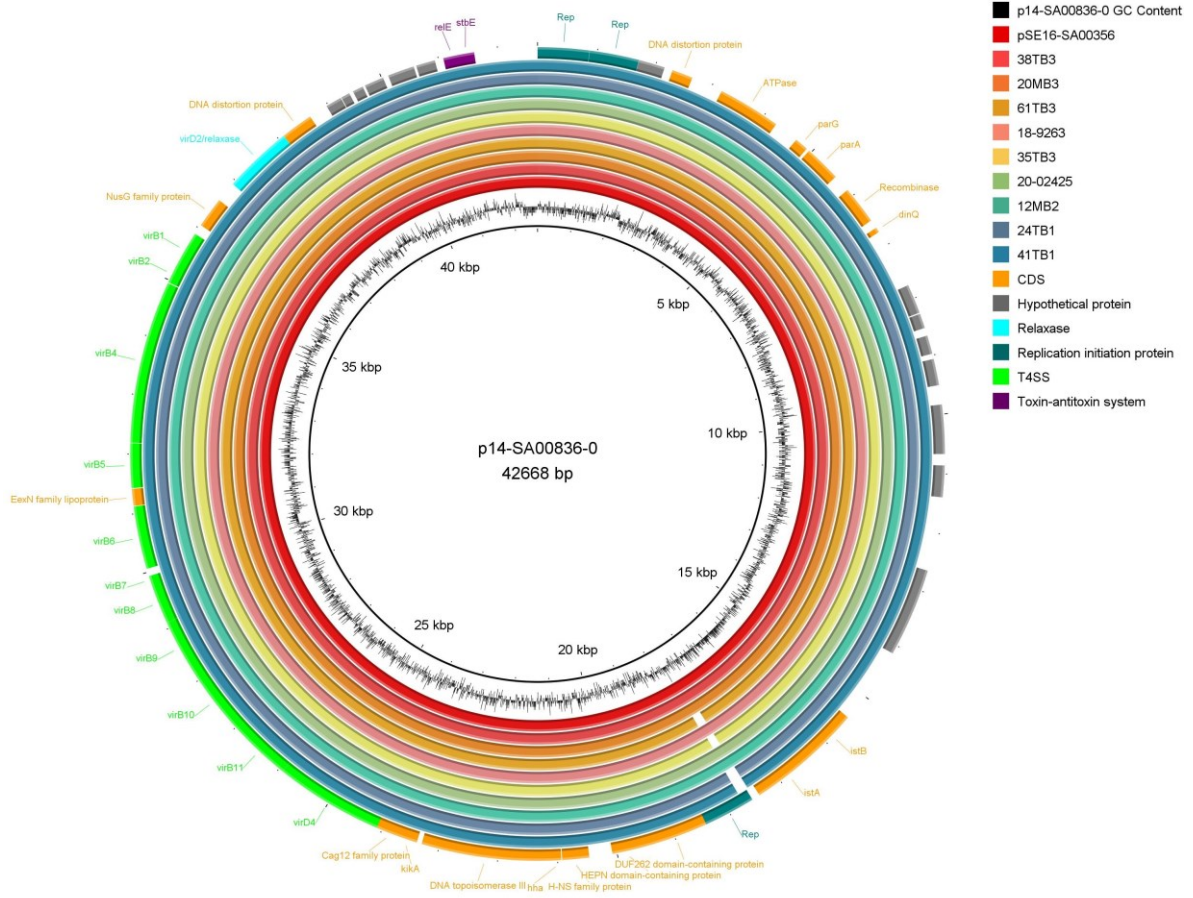 p14-SA00836-0
42668 bp
5 kbp
10 kbp
15 kbp
20 kbp
25 kbp
30 kbp
35 kbp
40 kbp
Rep
Rep
DNA distortion protein
ATPase
parG
parA
Recombinase
dinQ
istB
istA
Rep
DUF262 domain-containing protein
HEPN domain-containing protein
H-NS family protein
hha
DNA topoisomerase III
kikA
Cag12 family protein
virD4
virB11
virB10
virB9
virB8
virB7
virB6
EexN family lipoprotein
virB5
virB4
virB2
virB1
NusG family protein
virD2/relaxase
DNA distortion protein
relE
stbE
p14-SA00836-0 GC Content
pSE16-SA00356
38TB3
20MB3
61TB3
18-9263
35TB3
20-02425
12MB2
24TB1
41TB1
CDS
Hypothetical protein
Relaxase
Replication initiation protein
T4SS
Toxin-antitoxin system